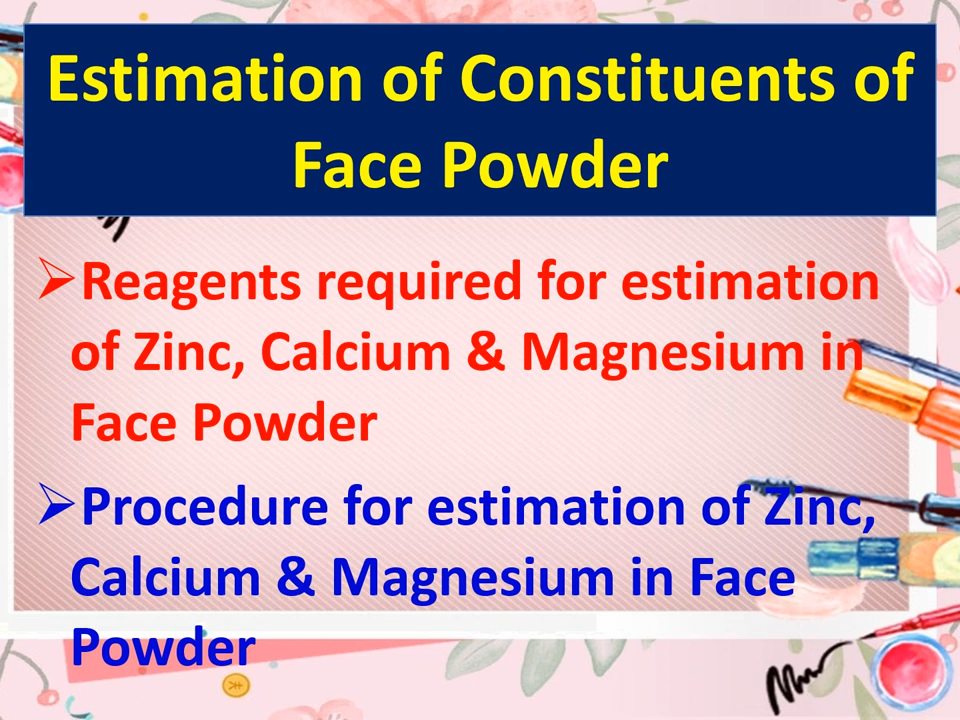 Estimation of Constituents of
Face Powder
➢Reagents required for estimation
of Zinc, Calcium & Magnesium in
Face Powder
➢Procedure for estimation of Zinc,
Calcium & Magnesium in Face
Powder